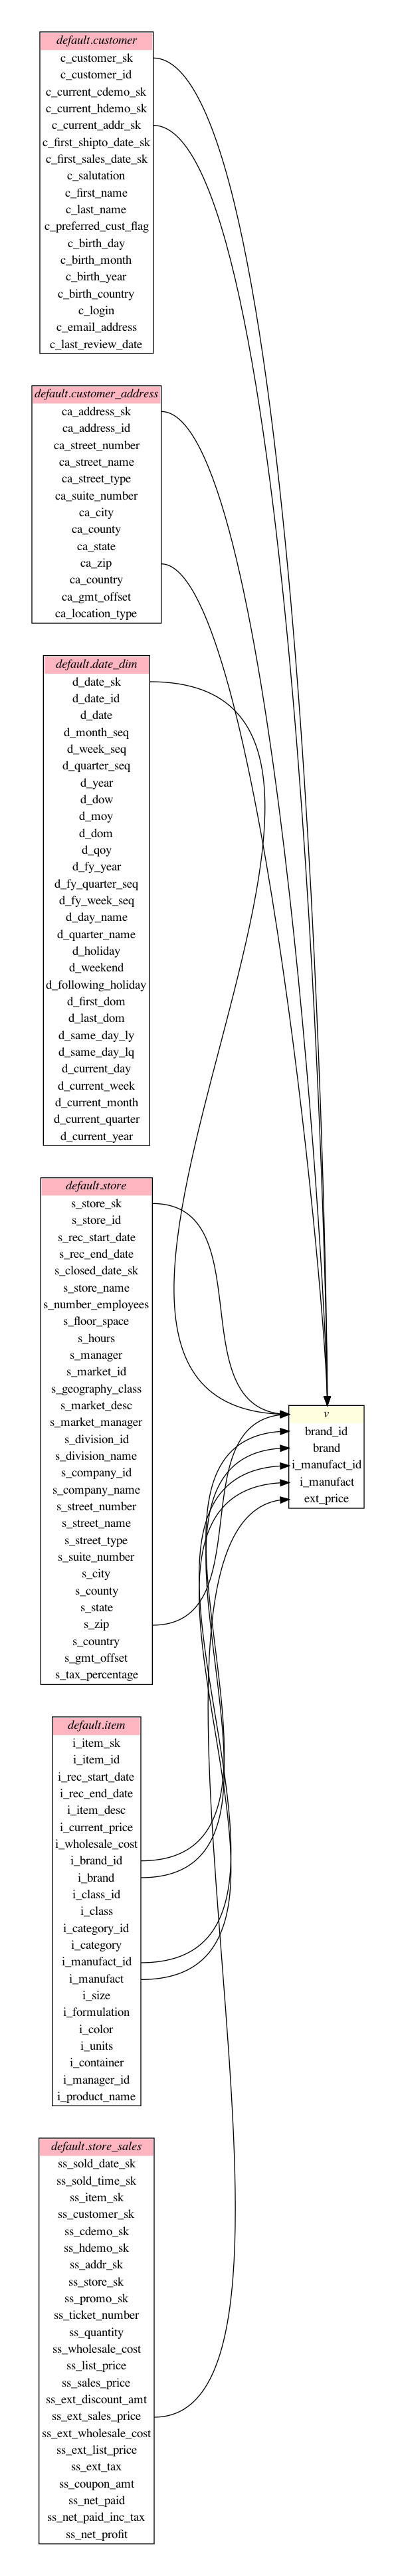 default.customer
c_customer_sk
c_customer_id
c_current_cdemo_sk
c_current_hdemo_sk
c_current_addr_sk
c_first_shipto_date_sk
c_first_sales_date_sk
c_salutation
c_first_name
c_last_name
c_preferred_cust_flag
c_birth_day
c_birth_month
c_birth_year
c_birth_country
c_login
c_email_address
c_last_review_date
default.customer_address
ca_address_sk
ca_address_id
ca_street_number
ca_street_name
ca_street_type
ca_suite_number
ca_city
ca_county
ca_state
ca_zip
ca_country
ca_gmt_offset
ca_location_type
default.date_dim
d_date_sk
d_date_id
d_date
d_month_seq
d_week_seq
d_quarter_seq
d_year
d_dow
d_moy
d_dom
d_qoy
d_fy_year
d_fy_quarter_seq
d_fy_week_seq
d_day_name
d_quarter_name
d_holiday
d_weekend
d_following_holiday
d_first_dom
d_last_dom
d_same_day_ly
d_same_day_lq
d_current_day
d_current_week
d_current_month
d_current_quarter
d_current_year
default.store
s_store_sk
s_store_id
s_rec_start_date
s_rec_end_date
s_closed_date_sk
s_store_name
s_number_employees
s_floor_space
s_hours
s_manager
s_market_id
s_geography_class
s_market_desc
s_market_manager
s_division_id
s_division_name
s_company_id
s_company_name
s_street_number
s_street_name
s_street_type
s_suite_number
s_city
s_county
s_state
s_zip
s_country
s_gmt_offset
s_tax_percentage
v
brand_id
brand
i_manufact_id
i_manufact
ext_price
default.item
i_item_sk
i_item_id
i_rec_start_date
i_rec_end_date
i_item_desc
i_current_price
i_wholesale_cost
i_brand_id
i_brand
i_class_id
i_class
i_category_id
i_category
i_manufact_id
i_manufact
i_size
i_formulation
i_color
i_units
i_container
i_manager_id
i_product_name
default.store_sales
ss_sold_date_sk
ss_sold_time_sk
ss_item_sk
ss_customer_sk
ss_cdemo_sk
ss_hdemo_sk
ss_addr_sk
ss_store_sk
ss_promo_sk
ss_ticket_number
ss_quantity
ss_wholesale_cost
ss_list_price
ss_sales_price
ss_ext_discount_amt
ss_ext_sales_price
ss_ext_wholesale_cost
ss_ext_list_price
ss_ext_tax
ss_coupon_amt
ss_net_paid
ss_net_paid_inc_tax
ss_net_profit